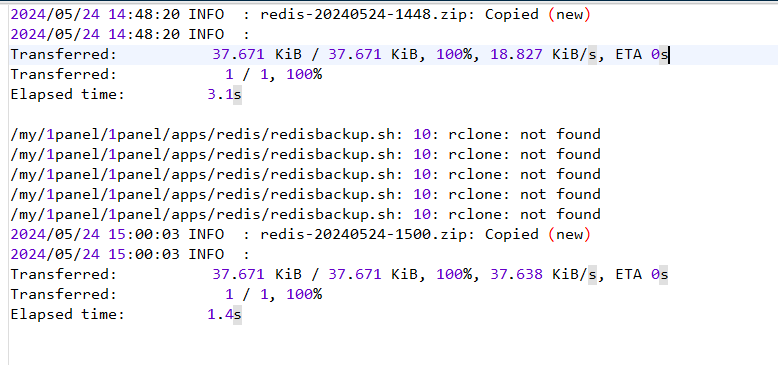 2024/05/24 14:48:20 INFO  : redis-20240524-1448.zip: Copied (new)
2024/05/24 14:48:20 INFO  :
Transferred:           37.671 KiB / 37.671 KiB, 100%, 18.827 KiB/s, ETA 0s
Transferred:            1 / 1, 100%
Elapsed time:          3.1s

/my/1panel/1panel/apps/redis/redisbackup.sh: 10: rclone: not found
/my/1panel/1panel/apps/redis/redisbackup.sh: 10: rclone: not found
/my/1panel/1panel/apps/redis/redisbackup.sh: 10: rclone: not found
/my/1panel/1panel/apps/redis/redisbackup.sh: 10: rclone: not found
/my/1panel/1panel/apps/redis/redisbackup.sh: 10: rclone: not found
2024/05/24 15:00:03 INFO  : redis-20240524-1500.zip: Copied (new)
2024/05/24 15:00:03 INFO  :
Transferred:           37.671 KiB / 37.671 KiB, 100%, 37.638 KiB/s, ETA 0s
Transferred:            1 / 1, 100%
Elapsed time:          1.4s